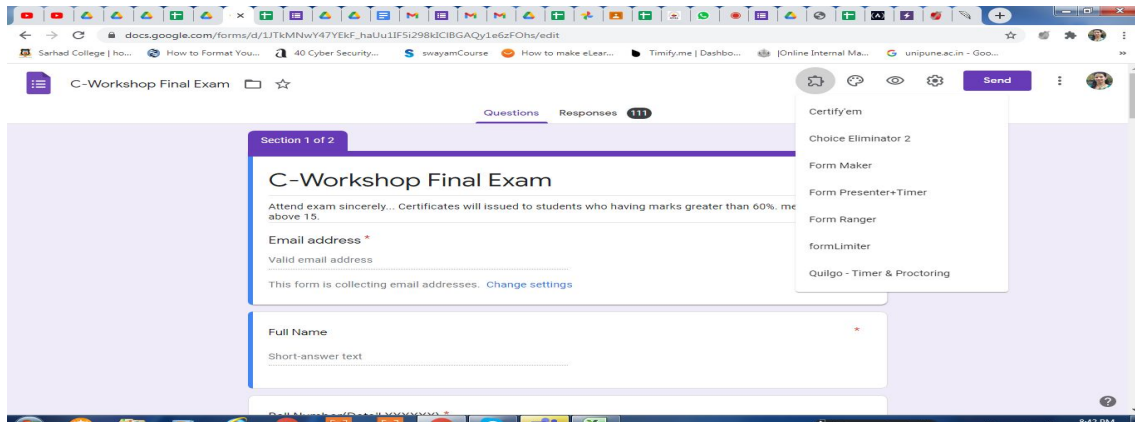 docs.google.com/forms/d/1JTkMNwY47YEkF_haUu1IF5i298kICIBGAQy1e6zFOhs/edit
Sarhad College | ho... How to Format You... 40 Cyber Security... swayamCourse How to make eLear... Timify.me | Dashbo... |Online Internal Ma... unipune.ac.in - Goo... »
C-Workshop Final Exam Send
Questions Responses 111
Certify'em
Choice Eliminator 2
Form Maker
Form Presenter+Timer
Form Ranger
formLimiter
Quilgo - Timer & Proctoring
Section 1 of 2
C-Workshop Final Exam
Attend exam sincerely... Certificates will issued to students who having marks greater than 60%. me
above 15.
Email address *
Valid email address
This form is collecting email addresses. Change settings
Full Name *
Short-answer text